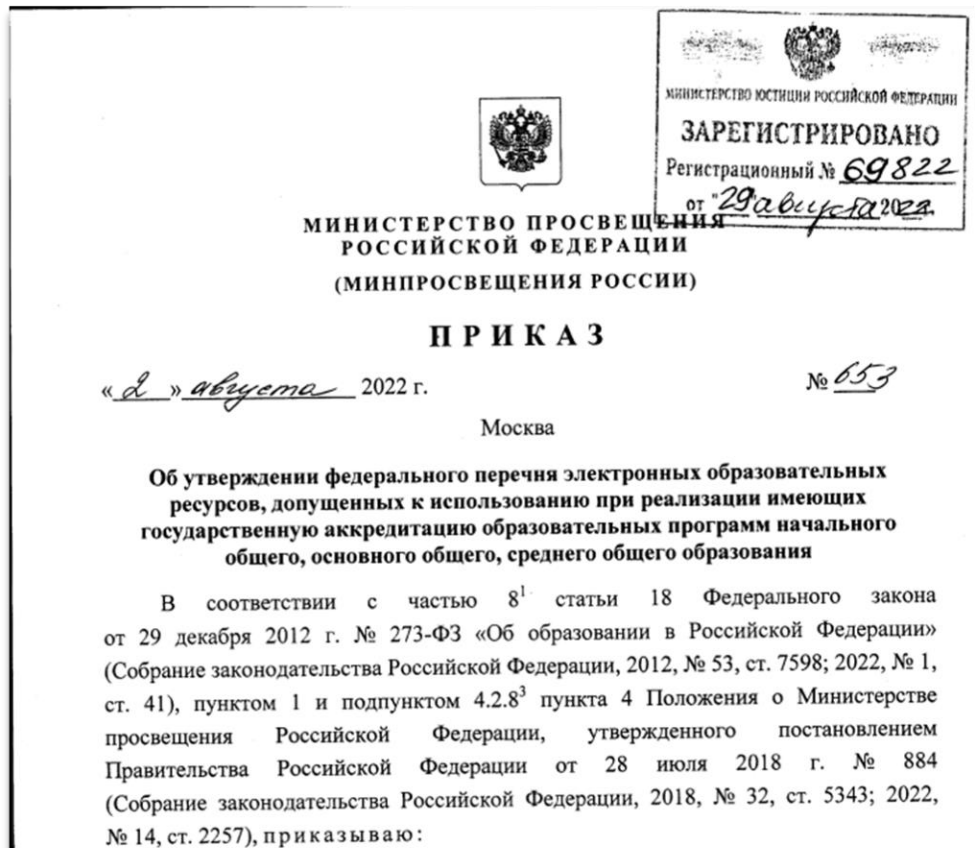 МИНИСТЕРСТВО ЮСТИЦИИ РОССИЙСКОЙ ФЕДЕРАЦИИ
ЗАРЕГИСТРИРОВАНО
Регистрационный № 69822
от "29" августа 2022.
МИНИСТЕРСТВО ПРОСВЕЩЕНИЯ
РОССИЙСКОЙ ФЕДЕРАЦИИ
(МИНПРОСВЕЩЕНИЯ РОССИИ)
ПРИКАЗ
«2» августа 2022 г.
№ 653
Москва
Об утверждении федерального перечня электронных образовательных
ресурсов, допущенных к использованию при реализации имеющих
государственную аккредитацию образовательных программ начального
общего, основного общего, среднего общего образования
В соответствии с частью 8¹ статьи 18 Федерального закона
от 29 декабря 2012 г. № 273-ФЗ «Об образовании в Российской Федерации»
(Собрание законодательства Российской Федерации, 2012, № 53, ст. 7598; 2022, № 1,
ст. 41), пунктом 1 и подпунктом 4.2.8³ пункта 4 Положения о Министерстве
просвещения Российской Федерации, утвержденного постановлением
Правительства Российской Федерации от 28 июля 2018 г. № 884
(Собрание законодательства Российской Федерации, 2018, № 32, ст. 5343; 2022,
№ 14, ст. 2257), приказываю: